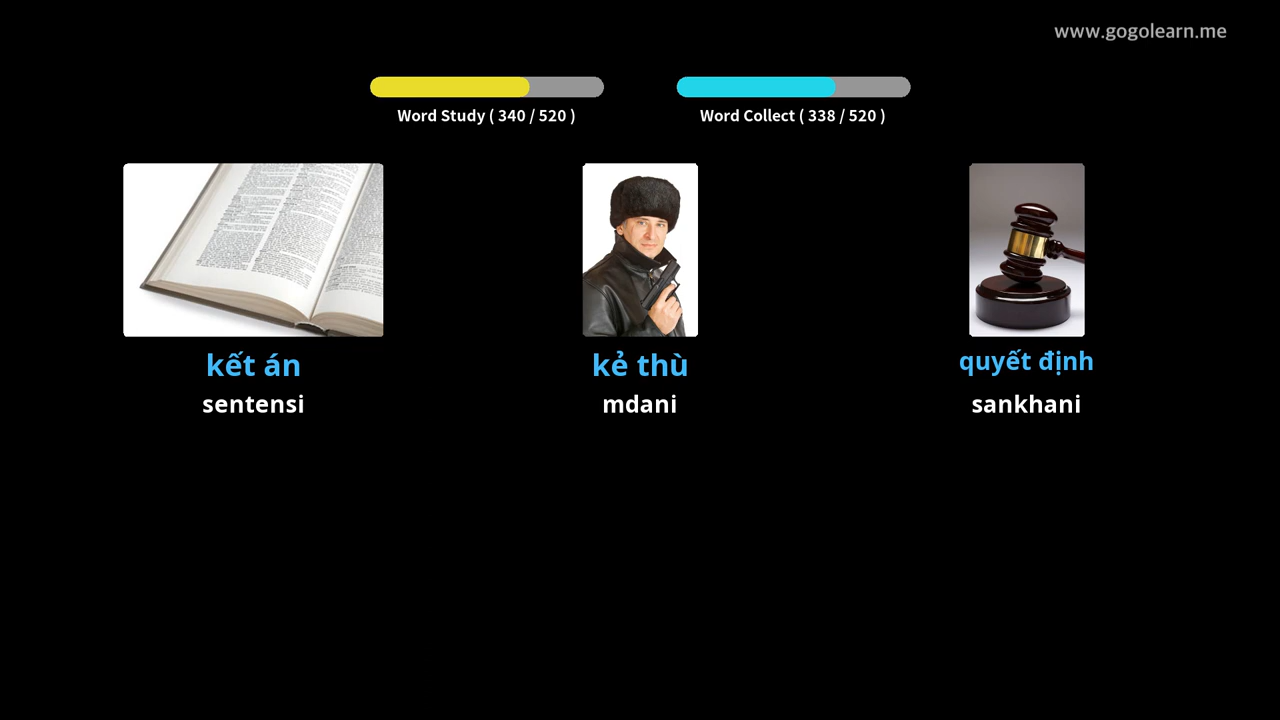 www.gogolearn.me
Word Study ( 340 / 520 )
Word Collect ( 338 / 520 )
kết án
kẻ thù
quyết định
sentensi
mdani
sankhani